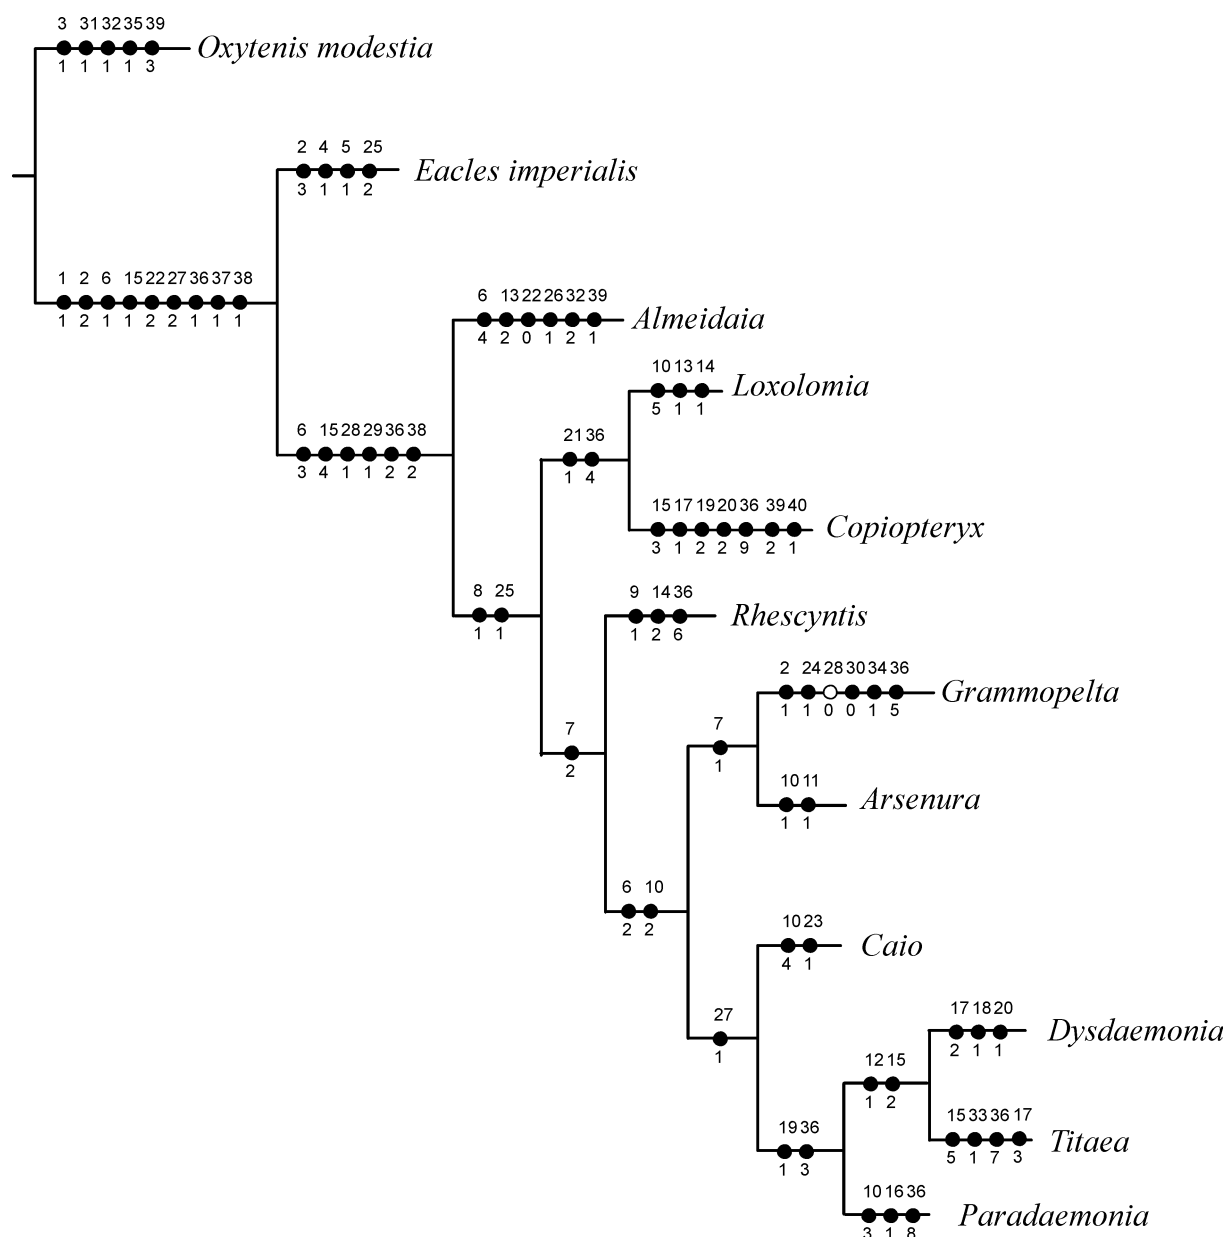 3 31 32 35 39
Oxytenis modestia
1 1 1 1 3
2 4 5 25
Eacles imperialis
3 1 1 2
1 2 6 15 22 27 36 37 38
1 2 1 1 2 2 1 1 1
6 13 22 26 32 39
Almeidaia
4 2 0 1 2 1
10 13 14
Loxolomia
5 1 1
6 15 28 29 36 38
3 4 1 1 2 2
21 36
1 4
15 17 19 20 36 39 40
Copiopteryx
3 1 2 2 9 2 1
8 25
1 1
9 14 36
Rhescyntis
1 2 6
2 24 28 30 34 36
Grammopelta
1 1 0 0 1 5
7
2
7
1
10 11
Arsenura
1 1
6 10
2 2
10 23
Caio
4 1
27
1
17 18 20
Dysdaemonia
2 1 1
12 15
1 2
15 33 36 17
Titaea
5 1 7 3
19 36
1 3
10 16 36
Paradaemonia
3 1 8